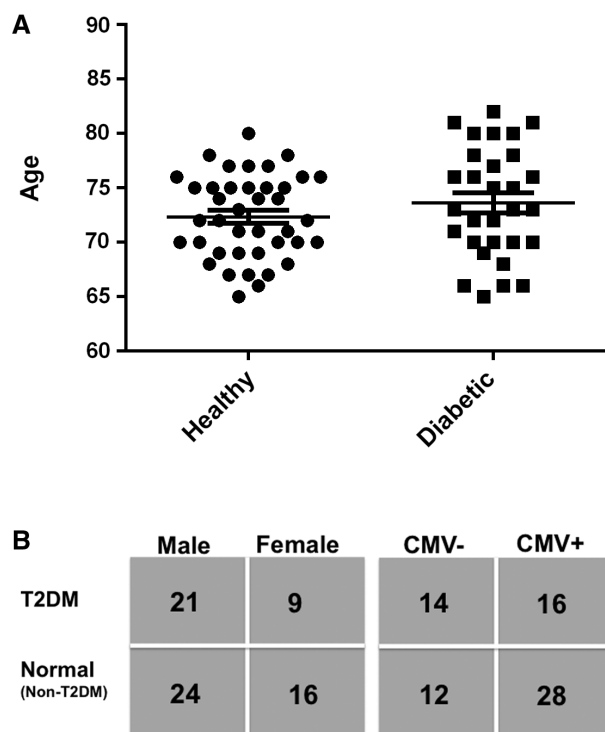 A
90
85
80
75
70
65
60
Age
Healthy
Diabetic
B
Male Female CMV- CMV+
T2DM 21 9 14 16
Normal
(Non-T2DM) 24 16 12 28